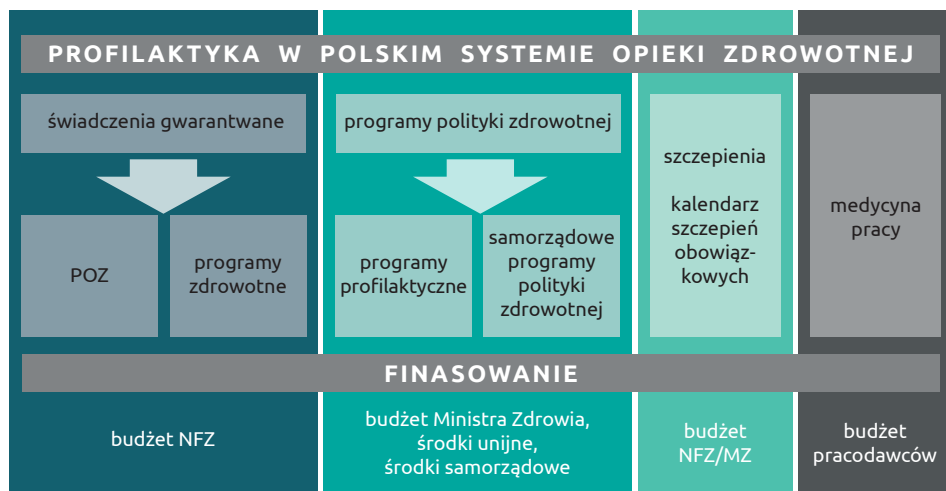 PROFILAKTYKA W POLSKIM SYSTEMIE OPIEKI ZDROWOTNEJ
świadczenia gwarantwane
POZ
programy
zdrowotne
programy polityki zdrowotnej
programy
profilaktyczne
samorządowe
programy
polityki
zdrowotnej
szczepienia
kalendarz
szczepień
obowiąz-
kowych
medycyna
pracy
FINASOWANIE
budżet NFZ
budżet Ministra Zdrowia,
środki unijne,
środki samorządowe
budżet
NFZ/MZ
budżet
pracodawców